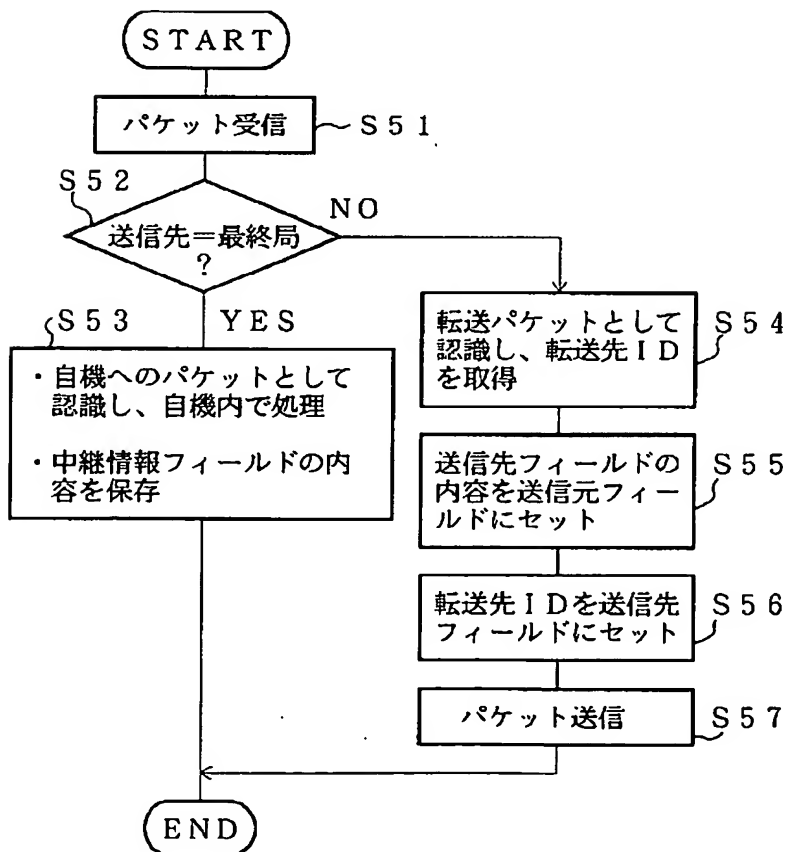 START
パケット受信
S51
S52
送信先=最終局
?
NO
YES
S53
・自機へのパケットとして
認識し、自機内で処理
・中継情報フィールドの内
容を保存
転送パケットとして
認識し、転送先ID
を取得
S54
送信先フィールドの
内容を送信元フィー
ルドにセット
S55
転送先IDを送信先
フィールドにセット
S56
パケット送信
S57
END